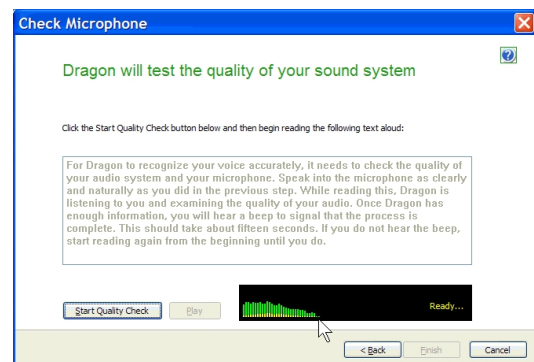 Check Microphone
Dragon will test the quality of your sound system
Click the Start Quality Check button below and then begin reading the following text aloud:
For Dragon to recognize your voice accurately, it needs to check the quality of
your audio system and your microphone. Speak into the microphone as clearly
and naturally as you did in the previous step. While reading this, Dragon is
listening to you and examining the quality of your audio. Once Dragon has
enough information, you will hear a beep to signal that the process is
complete. This should take about fifteen seconds. If you do not hear the beep,
start reading again from the beginning until you do.
Start Quality Check Play Ready...
< Back Finish Cancel